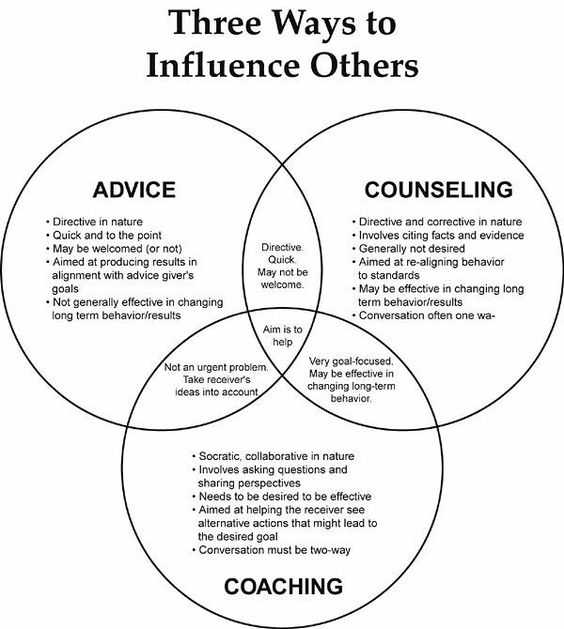 Three Ways to
Influence Others
ADVICE
• Directive in nature
• Quick and to the point
• May be welcomed (or not)
• Aimed at producing results in
alignment with advice giver's
goals
• Not generally effective in changing
long term behavior/results
COUNSELING
• Directive and corrective in nature
• Involves citing facts and evidence
• Generally not desired
• Aimed at re-aligning behavior
to standards
• May be effective in changing long
term behavior/results
• Conversation often one wa-
Directive.
Quick.
May not be
welcome.
Aim is to
help
Not an urgent problem.
Take receiver's
ideas into account
Very goal-focused.
May be effective in
changing long-term
behavior.
• Socratic, collaborative in nature
• Involves asking questions and
sharing perspectives
• Needs to be desired to be effective
• Aimed at helping the receiver see
alternative actions that might lead to
the desired goal
• Conversation must be two-way
COACHING